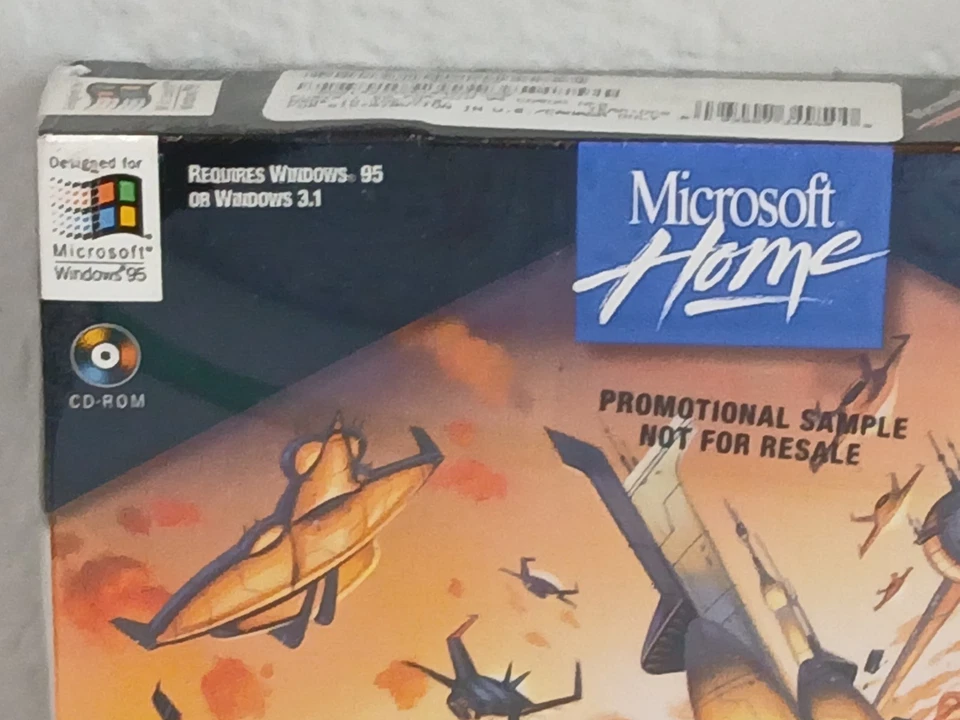 Designed for
Microsoft
Windows 95
REQUIRES WINDOWS 95
OR WINDOWS 3.1
Microsoft
Home
CD-ROM
PROMOTIONAL SAMPLE
NOT FOR RESALE